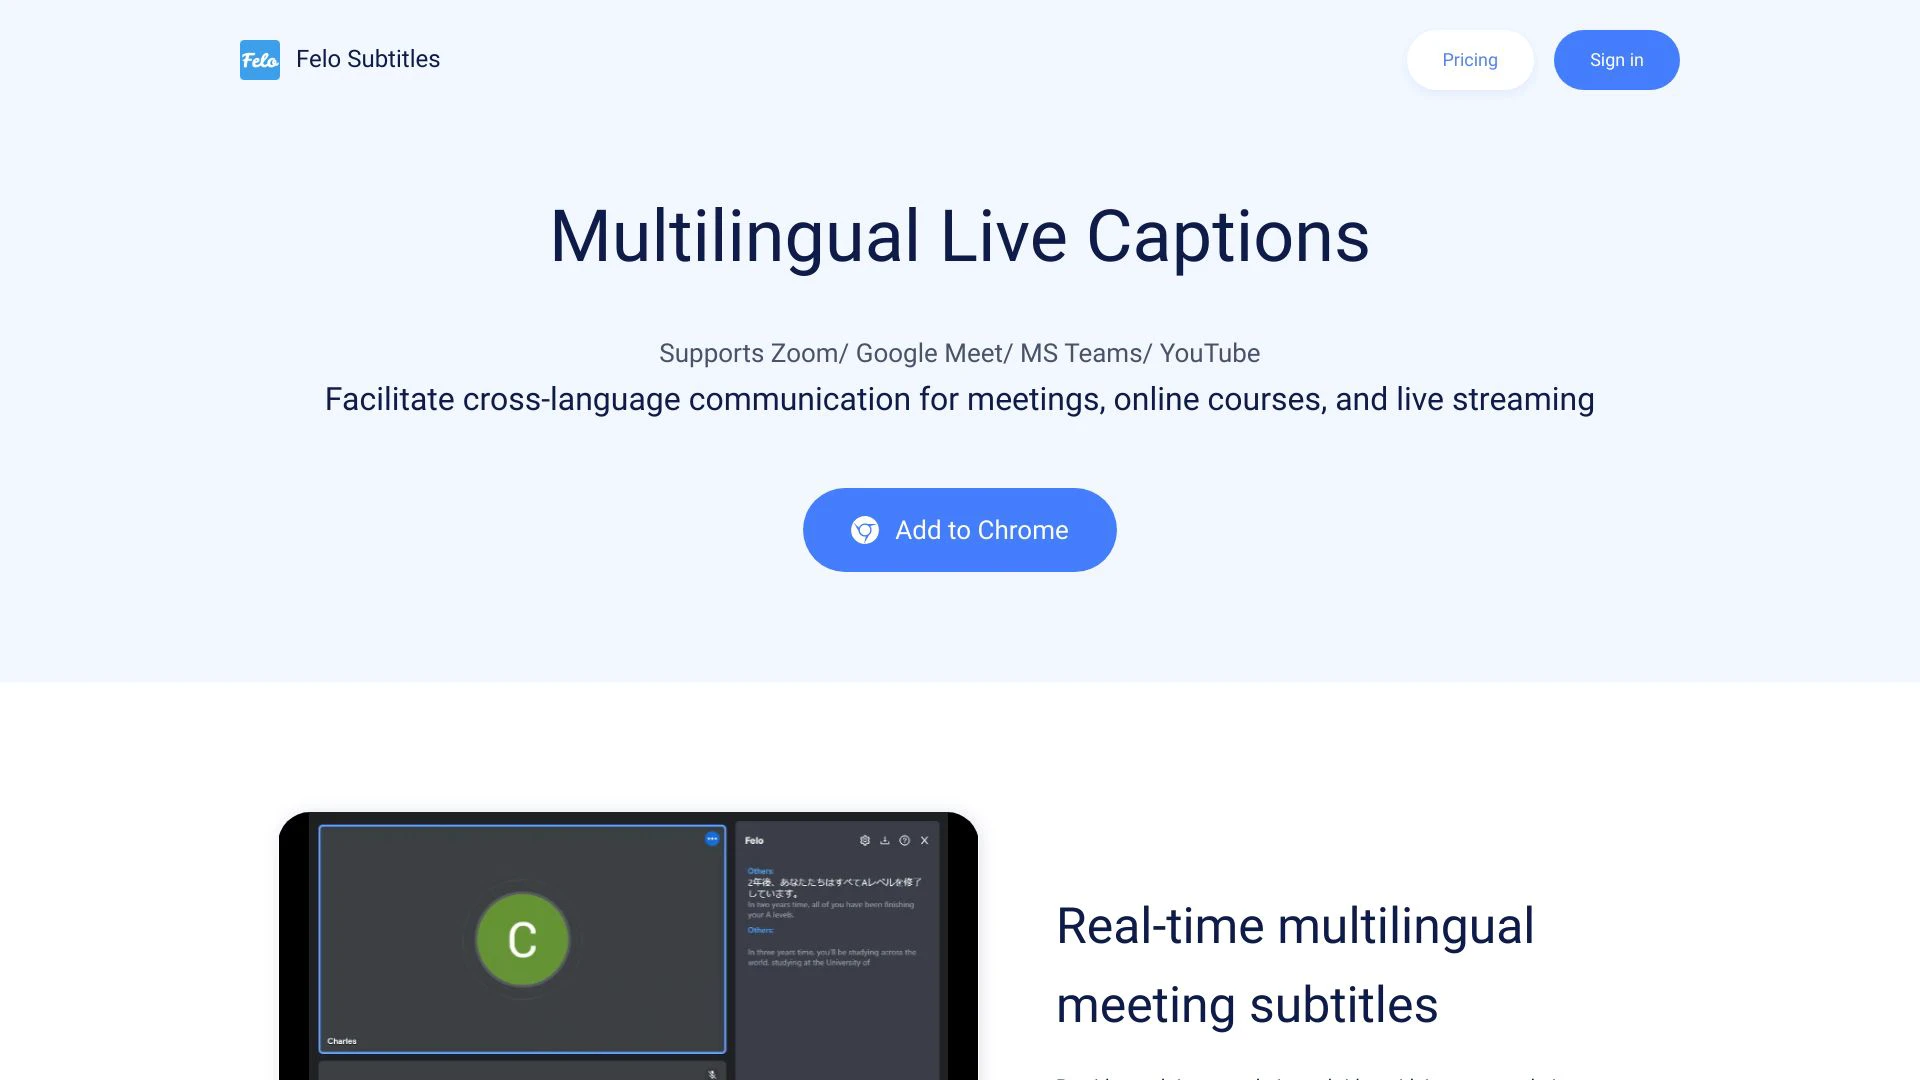 Felo
Felo Subtitles
Pricing
Sign in
Multilingual Live Captions
Supports Zoom/ Google Meet/ MS Teams/ YouTube
Facilitate cross-language communication for meetings, online courses, and live streaming
Add to Chrome
Felo
Others:
2年後、あなたたちはすべてAレベルを修了
しています。
In two years time, all of you have been finishing
your A levels.
Others:
In three years time, you'll be studying across the
world, studying at the University of
C
Charles
Real-time multilingual
meeting subtitles